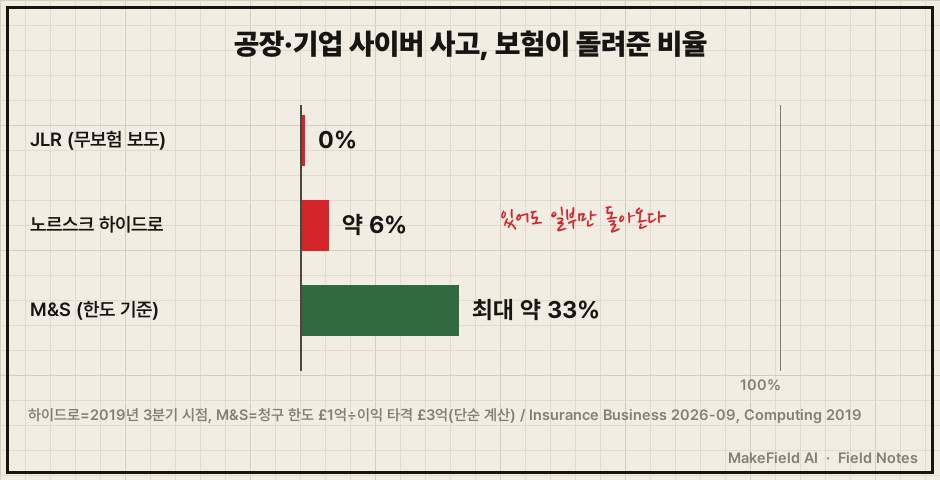 공장·기업 사이버 사고, 보험이 돌려준 비율
JLR (무보험 보도)
0%
노르스크 하이드로
약 6%
있어도 일부만 돌아온다
M&S (한도 기준)
최대 약 33%
100%
하이드로=2019년 3분기 시점, M&S=청구 한도 £1억÷이익 타격 £3억(단순 계산) / Insurance Business 2026-09, Computing 2019
MakeField AI · Field Notes